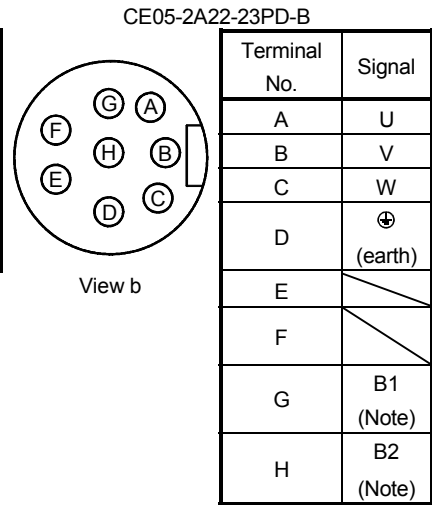 CE05-2A22-23PD-B
G
A
F
H
B
E
C
D
View b
Terminal No.
Signal
A
U
B
V
C
W
D
(earth)
E
F
G
B1
(Note)
H
B2
(Note)